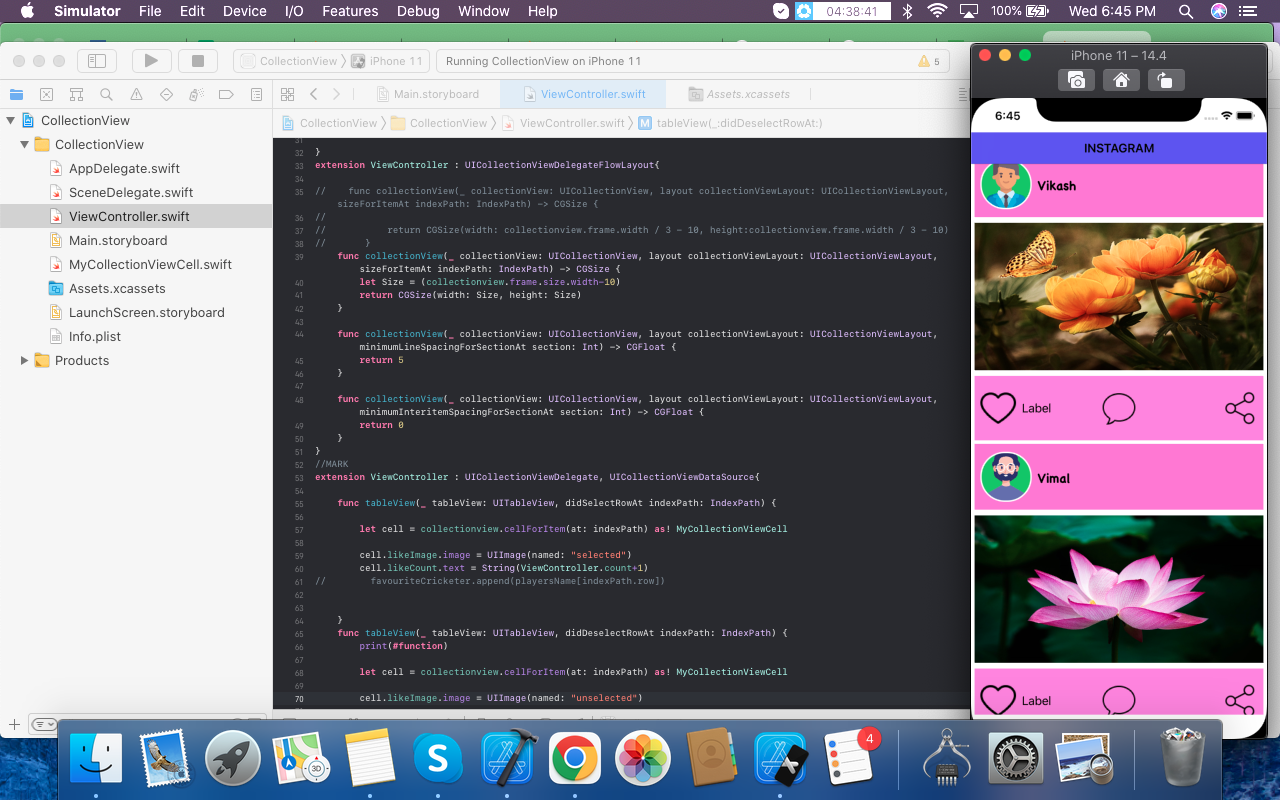 Simulator File Edit Device I/O Features Debug Window Help 04:38:41 100% Wed 6:45 PM
CollectionView iPhone 11 Running CollectionView on iPhone 11 5
Main.storyboard ViewController.swift Assets.xcassets
CollectionView CollectionView ViewController.swift M tableView(_:didDeselectRowAt:)
CollectionView
CollectionView
AppDelegate.swift
SceneDelegate.swift
ViewController.swift
Main.storyboard
MyCollectionViewCell.swift
Assets.xcassets
LaunchScreen.storyboard
Info.plist
Products
31
32 }
33 extension ViewController : UICollectionViewDelegateFlowLayout{
34
35 //    func collectionView(_ collectionView: UICollectionView, layout collectionViewLayout: UICollectionViewLayout,
sizeForItemAt indexPath: IndexPath) -> CGSize {
36 //
37 //           return CGSize(width: collectionview.frame.width / 3 - 10, height:collectionview.frame.width / 3 - 10)
38 //       }
39 func collectionView(_ collectionView: UICollectionView, layout collectionViewLayout: UICollectionViewLayout,
sizeForItemAt indexPath: IndexPath) -> CGSize {
40 let Size = (collectionview.frame.size.width-10)
41 return CGSize(width: Size, height: Size)
42 }
43
44 func collectionView(_ collectionView: UICollectionView, layout collectionViewLayout: UICollectionViewLayout,
minimumLineSpacingForSectionAt section: Int) -> CGFloat {
45 return 5
46 }
47
48 func collectionView(_ collectionView: UICollectionView, layout collectionViewLayout: UICollectionViewLayout,
minimumInteritemSpacingForSectionAt section: Int) -> CGFloat {
49 return 0
50 }
51 }
52 //MARK
53 extension ViewController : UICollectionViewDelegate, UICollectionViewDataSource{
54
55 func tableView(_ tableView: UITableView, didSelectRowAt indexPath: IndexPath) {
56
57 let cell = collectionview.cellForItem(at: indexPath) as! MyCollectionViewCell
58
59 cell.likeImage.image = UIImage(named: "selected")
60 cell.likeCount.text = String(ViewController.count+1)
61 //        favouriteCricketer.append(playersName[indexPath.row])
62
63
64 }
65 func tableView(_ tableView: UITableView, didDeselectRowAt indexPath: IndexPath) {
66 print(#function)
67
68 let cell = collectionview.cellForItem(at: indexPath) as! MyCollectionViewCell
69
70 cell.likeImage.image = UIImage(named: "unselected")
iPhone 11 – 14.4
6:45
INSTAGRAM
Vikash
Label
Vimal
Label
3D
4